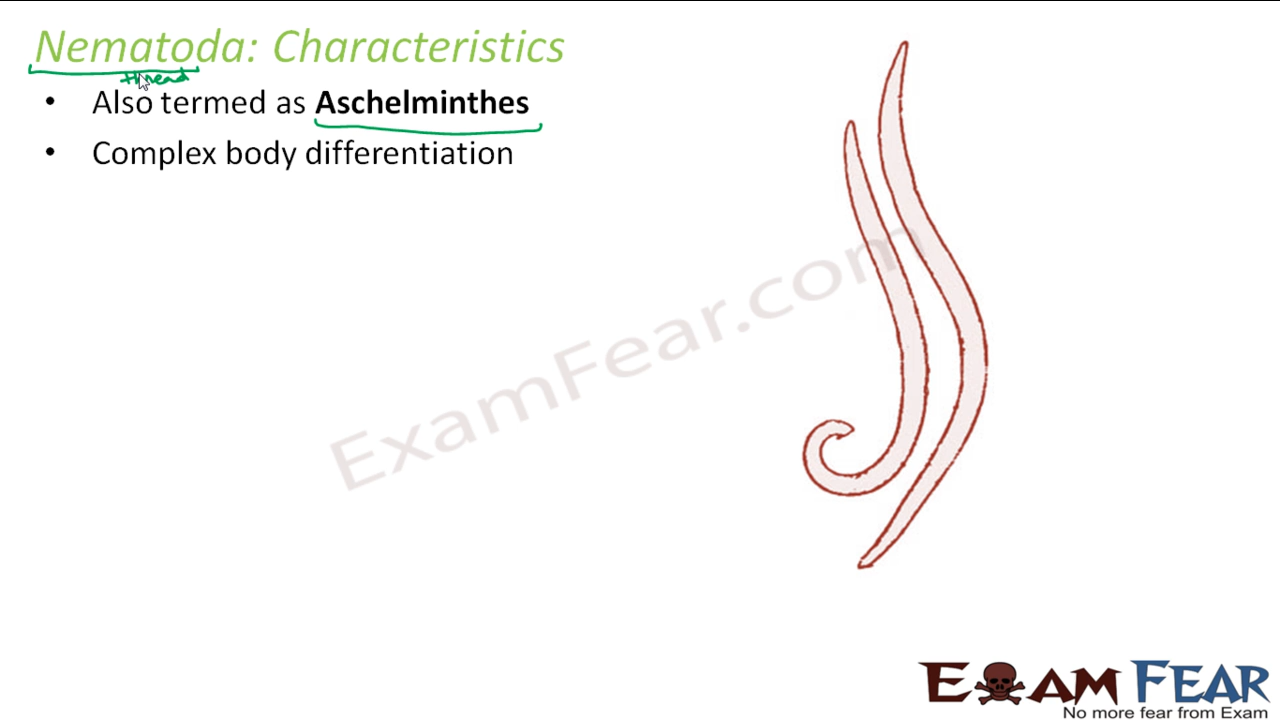 Nematoda: Characteristics
thread
• Also termed as Aschelminthes
• Complex body differentiation
ExamFear.com
EXAM FEAR
No more fear from Exam